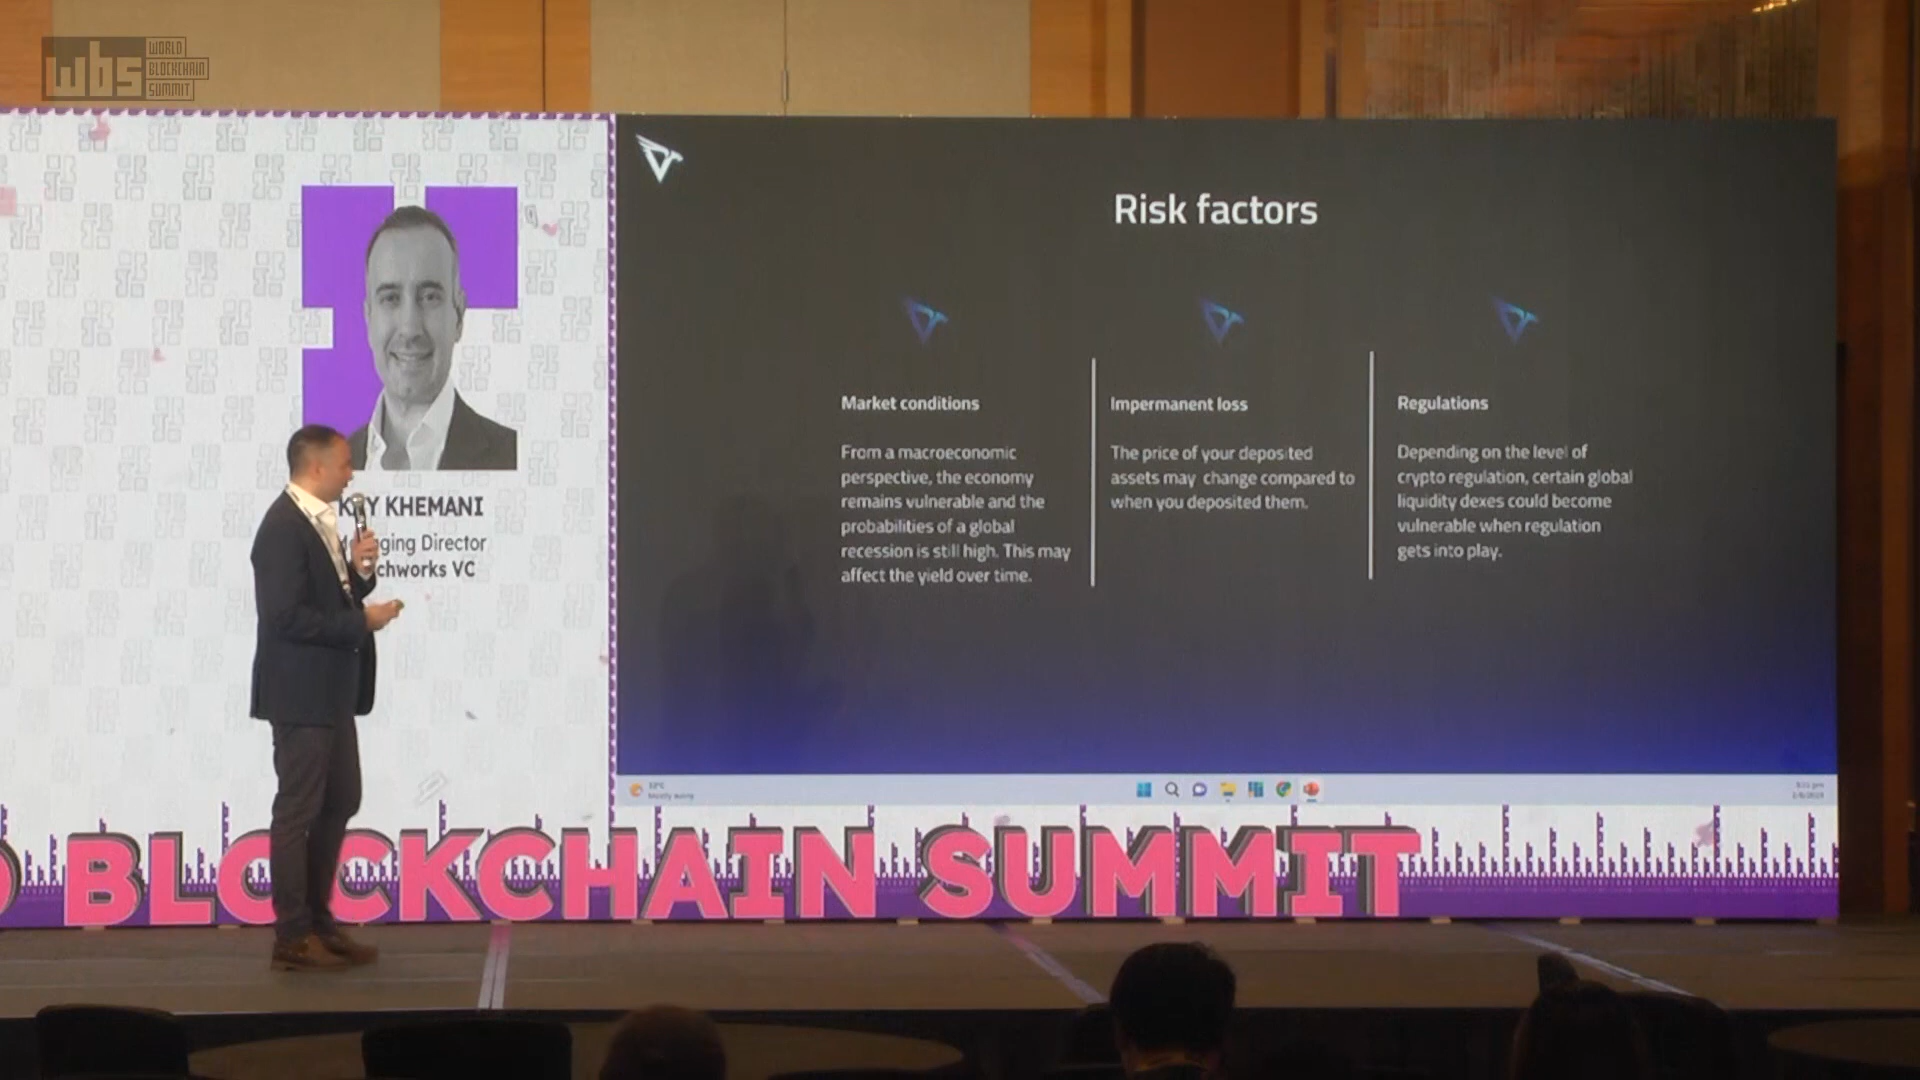 wbs
WORLD
BLOCKCHAIN
SUMMIT
KHEMANI
Director
VC
Risk factors
Market conditions
From a macroeconomic
perspective, the economy
remains vulnerable and the
probabilities of a global
recession is still high. This may
affect the yield over time.
Impermanent loss
The price of your deposited
assets may change compared to
when you deposited them.
Regulations
Depending on the level of
crypto regulation, certain global
liquidity dexes could become
vulnerable when regulation
gets into play.
BLOCKCHAIN SUMMIT